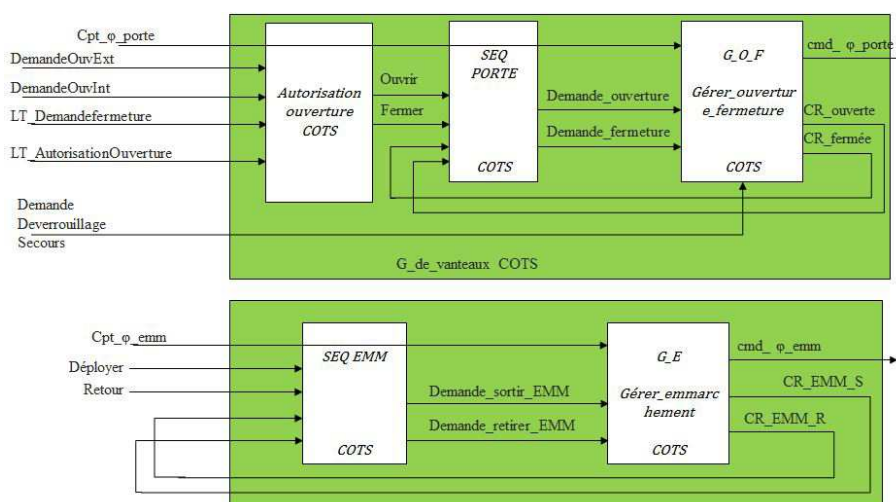 Cpt_φ_porte
DemandeOuvExt
DemandeOuvInt
LT_Demandefermeture
LT_AutorisationOuverture
Demande
Deverrouillage
Secours
Autorisation
ouverture
COTS
Ouvrir
Fermer
SEQ
PORTE
COTS
Demande_ouverture
Demande_fermeture
G_O_F
Gérer_ouvertur
e_fermeture
COTS
cmd_ φ_porte
CR_ouverte
CR_fermée
G_de_vanteaux COTS
Cpt_φ_emm
Déployer
Retour
SEQ EMM
COTS
Demande_sortir_EMM
Demande_retirer_EMM
G_E
Gérer_emmarc
hement
COTS
cmd_ φ_emm
CR_EMM_S
CR_EMM_R